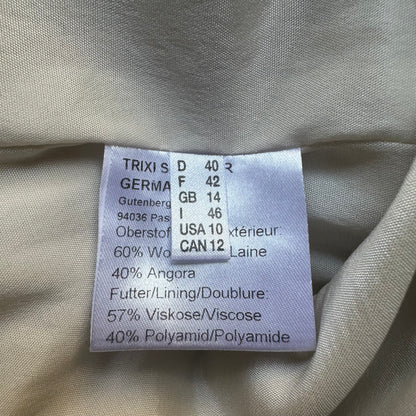 D 40
F 42
GB 14
I 46
USA 10
CAN 12
TRIXI S R
GERMA
Gutenberg
94036 Pas
Oberstof xtérieur:
60% Wo Laine
40% Angora
Futter/Lining/Doublure:
57% Viskose/Viscose
40% Polyamid/Polyamide